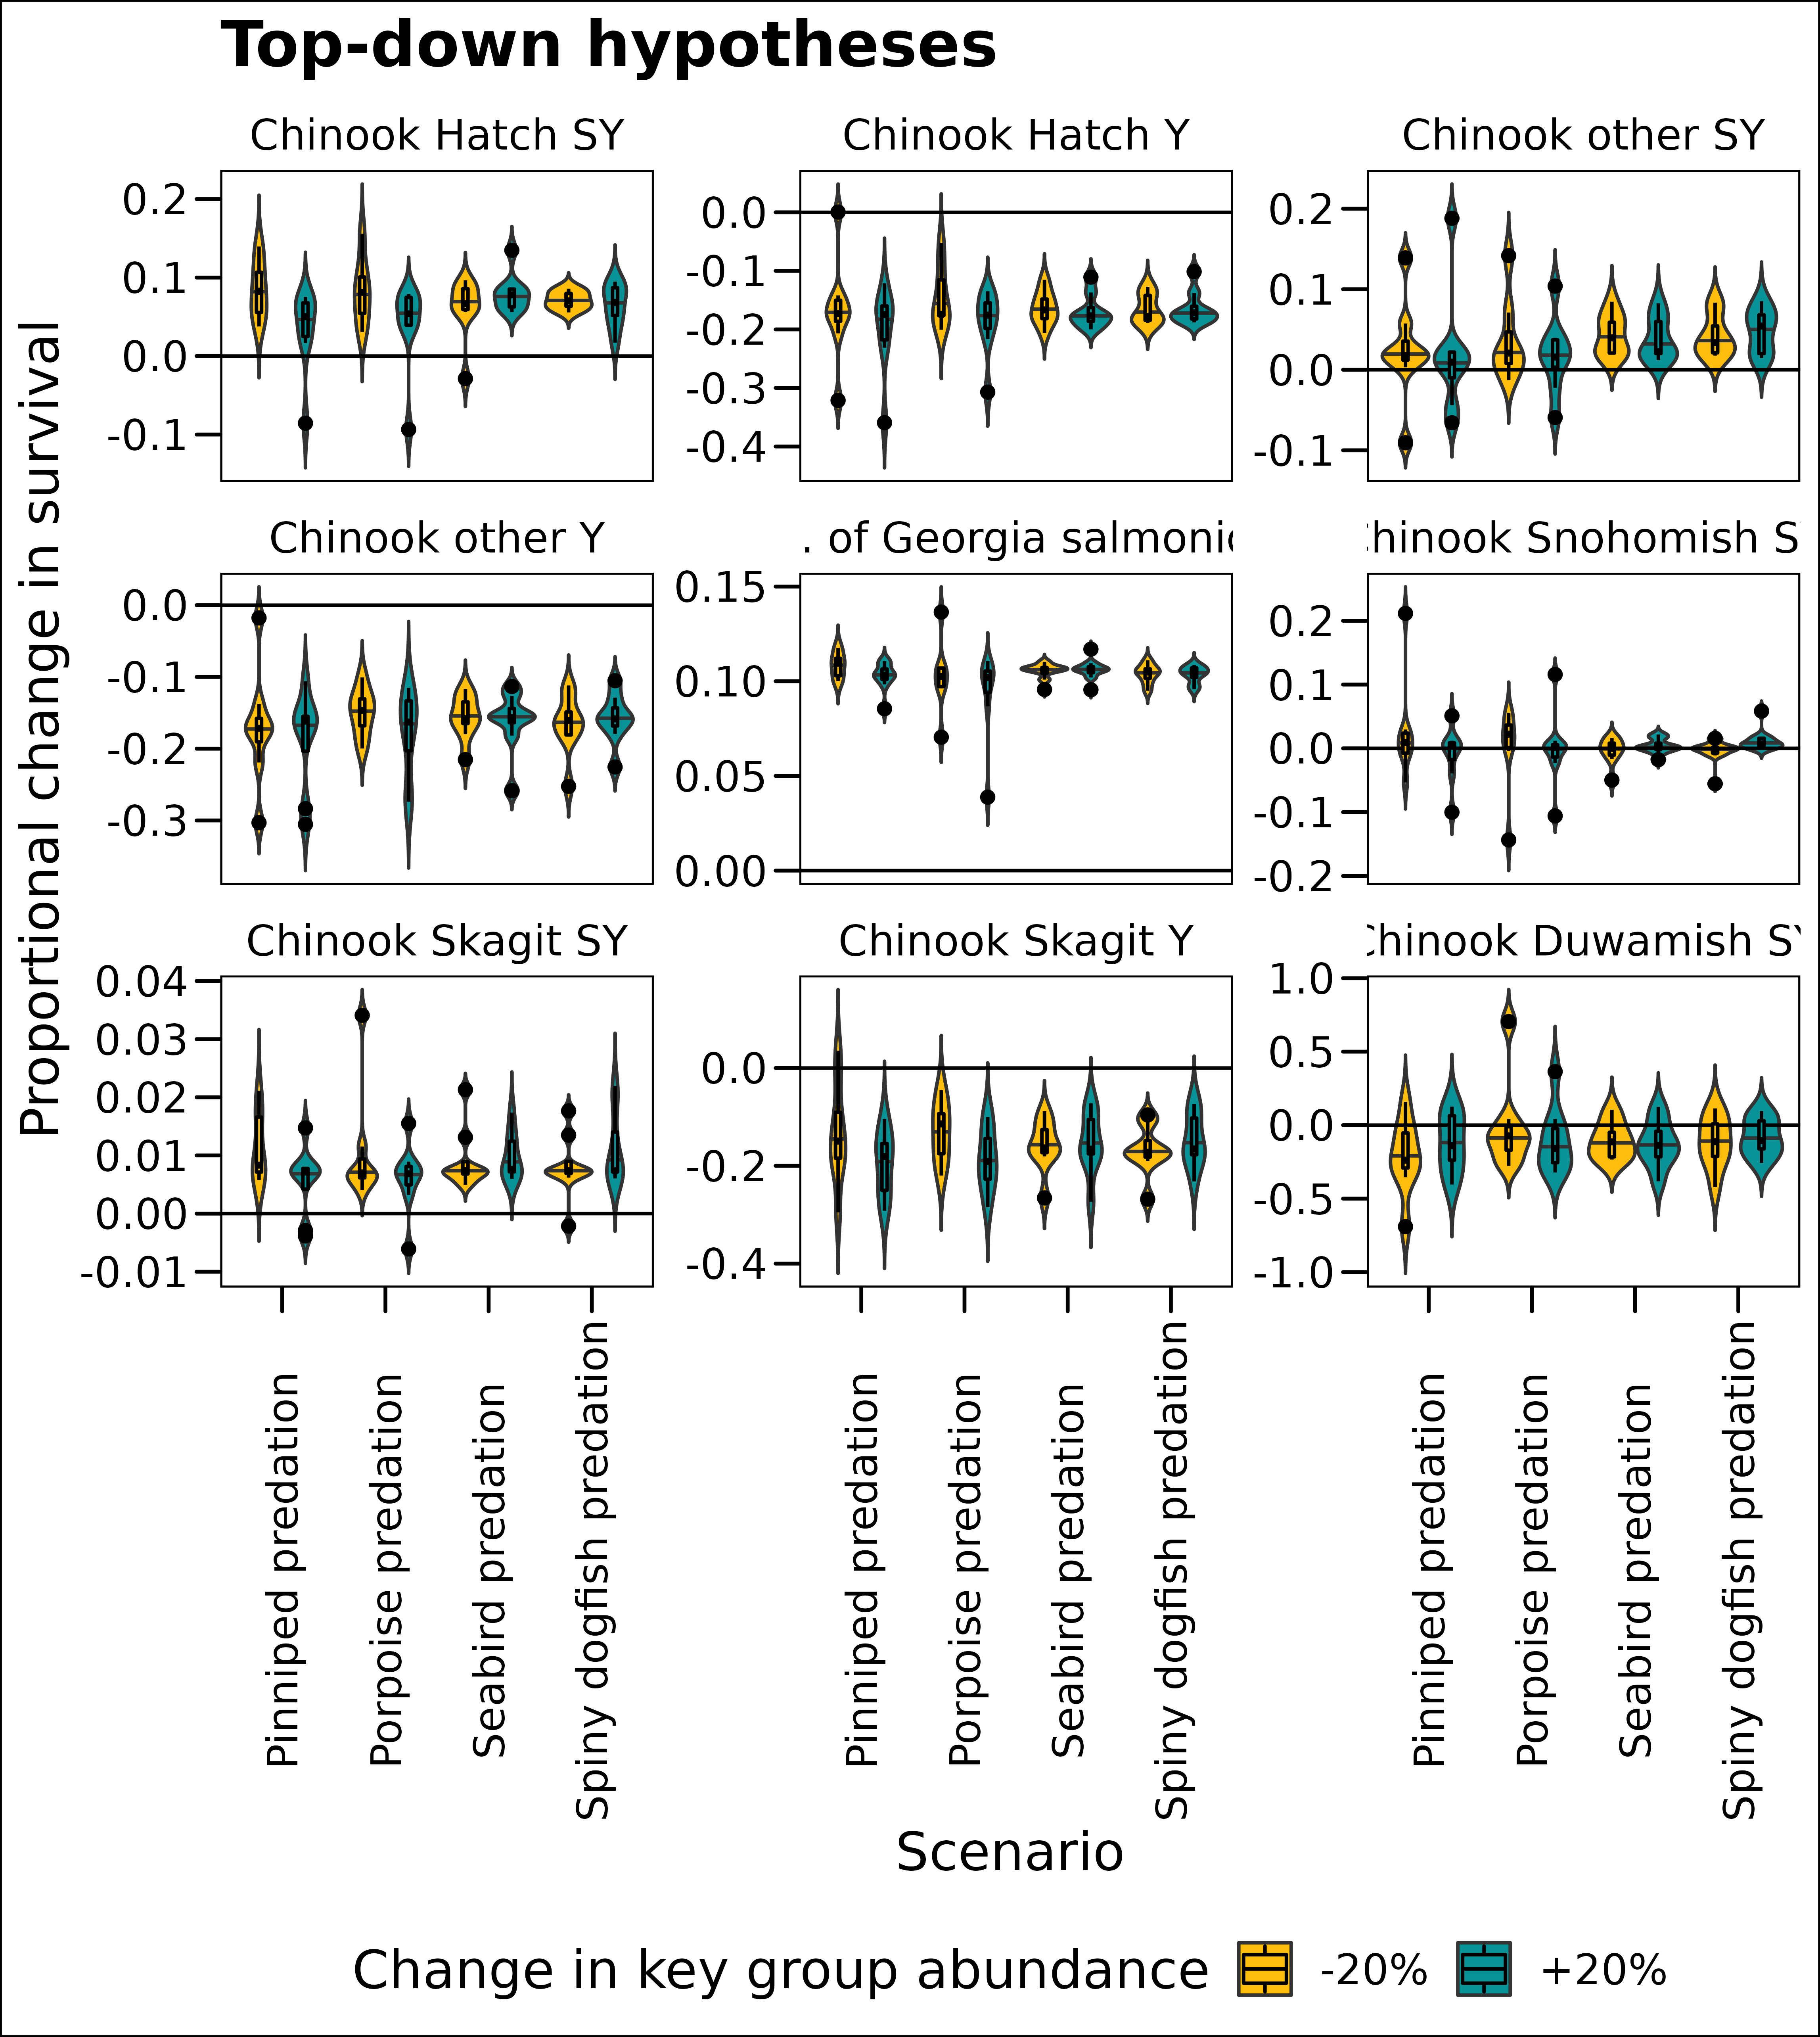 Top-down hypotheses
Chinook Hatch SY
Chinook Hatch Y
Chinook other SY
0.2
0.1
0.0
-0.1
0.0
-0.1
-0.2
-0.3
-0.4
0.2
0.1
0.0
-0.1
Proportional change in survival
Chinook other Y
. of Georgia salmonid
Chinook Snohomish S
0.0
-0.1
-0.2
-0.3
0.15
0.10
0.05
0.00
0.2
0.1
0.0
-0.1
-0.2
Chinook Skagit SY
Chinook Skagit Y
Chinook Duwamish SY
0.04
0.03
0.02
0.01
0.00
-0.01
0.0
-0.2
-0.4
1.0
0.5
0.0
-0.5
-1.0
Pinniped predation
Porpoise predation
Seabird predation
Spiny dogfish predation
Pinniped predation
Porpoise predation
Seabird predation
Spiny dogfish predation
Pinniped predation
Porpoise predation
Seabird predation
Spiny dogfish predation
Scenario
Change in key group abundance -20% +20%